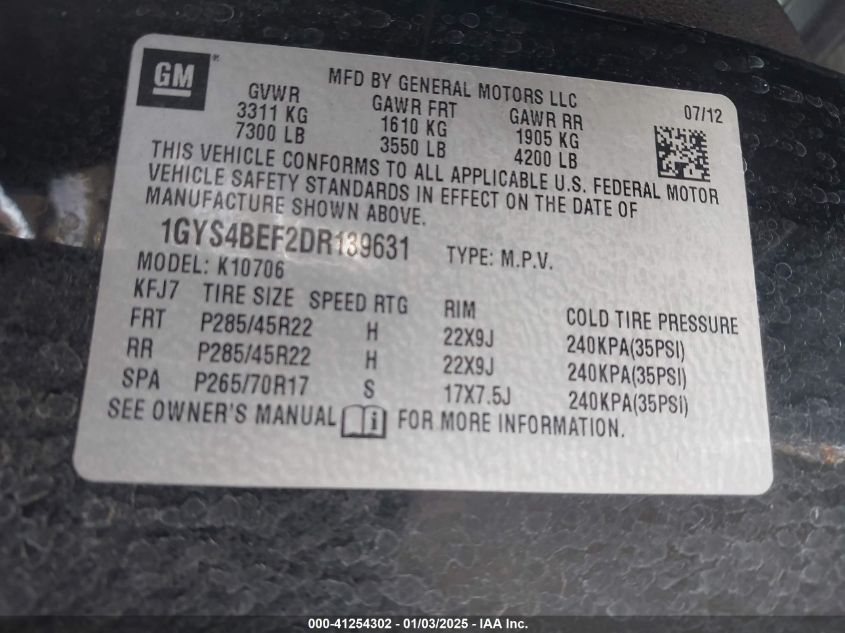 GM
MFD BY GENERAL MOTORS LLC
GVWR GAWR FRT GAWR RR 07/12
3311 KG 1610 KG 1905 KG
7300 LB 3550 LB 4200 LB
THIS VEHICLE CONFORMS TO ALL APPLICABLE U.S. FEDERAL MOTOR
VEHICLE SAFETY STANDARDS IN EFFECT ON THE DATE OF
MANUFACTURE SHOWN ABOVE.
1GYS4BEF2DR139631 TYPE: M.P.V.
MODEL: K10706
KFJ7 TIRE SIZE SPEED RTG RIM COLD TIRE PRESSURE
FRT P285/45R22 H 22X9J 240KPA(35PSI)
RR P285/45R22 H 22X9J 240KPA(35PSI)
SPA P265/70R17 S 17X7.5J 240KPA(35PSI)
SEE OWNER'S MANUAL i FOR MORE INFORMATION.
000-41254302 - 01/03/2025 - IAA Inc.